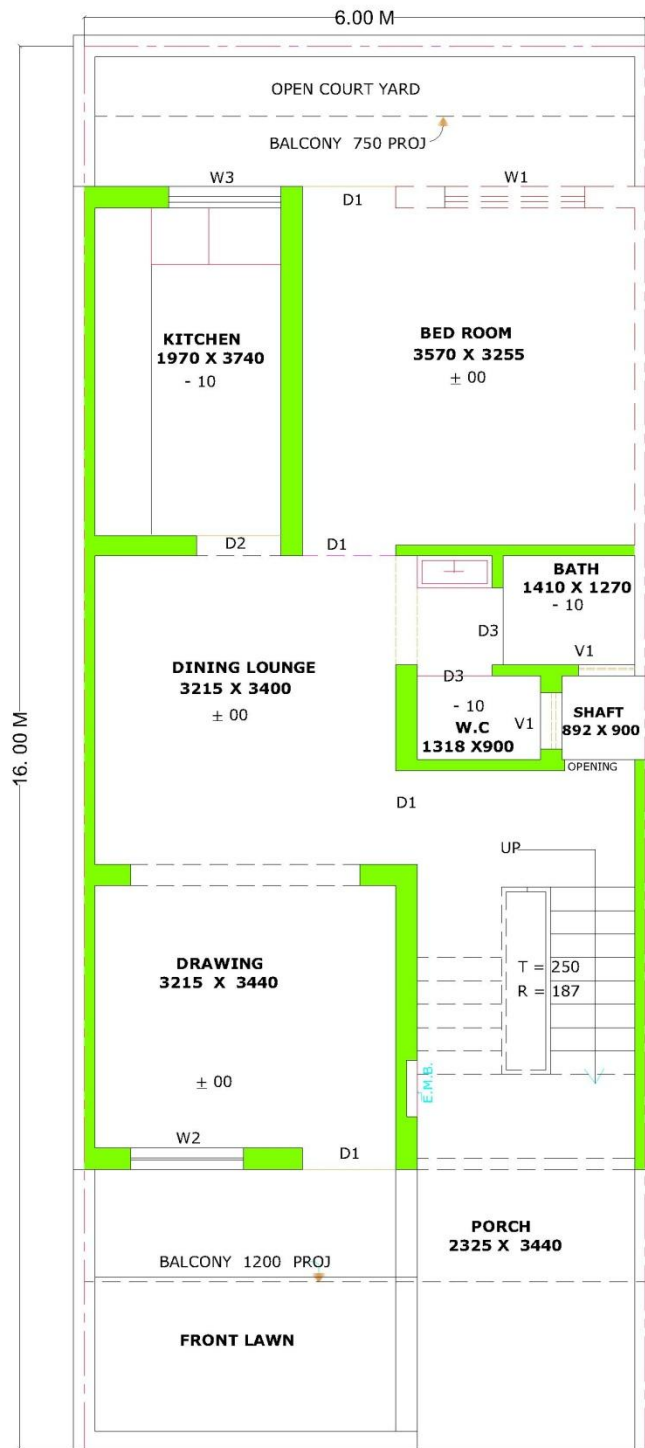 6.00 M
OPEN COURT YARD
BALCONY 750 PROJ
W3
W1
D1
KITCHEN
1970 X 3740
- 10
BED ROOM
3570 X 3255
± 00
D2
D1
BATH
1410 X 1270
- 10
D3
V1
DINING LOUNGE
3215 X 3400
± 00
D3
- 10
W.C
1318 X900
V1
SHAFT
892 X 900
OPENING
16. 00 M
D1
UP
DRAWING
3215 X 3440
± 00
T = 250
R = 187
E.M.B.
W2
D1
PORCH
2325 X 3440
BALCONY 1200 PROJ
FRONT LAWN